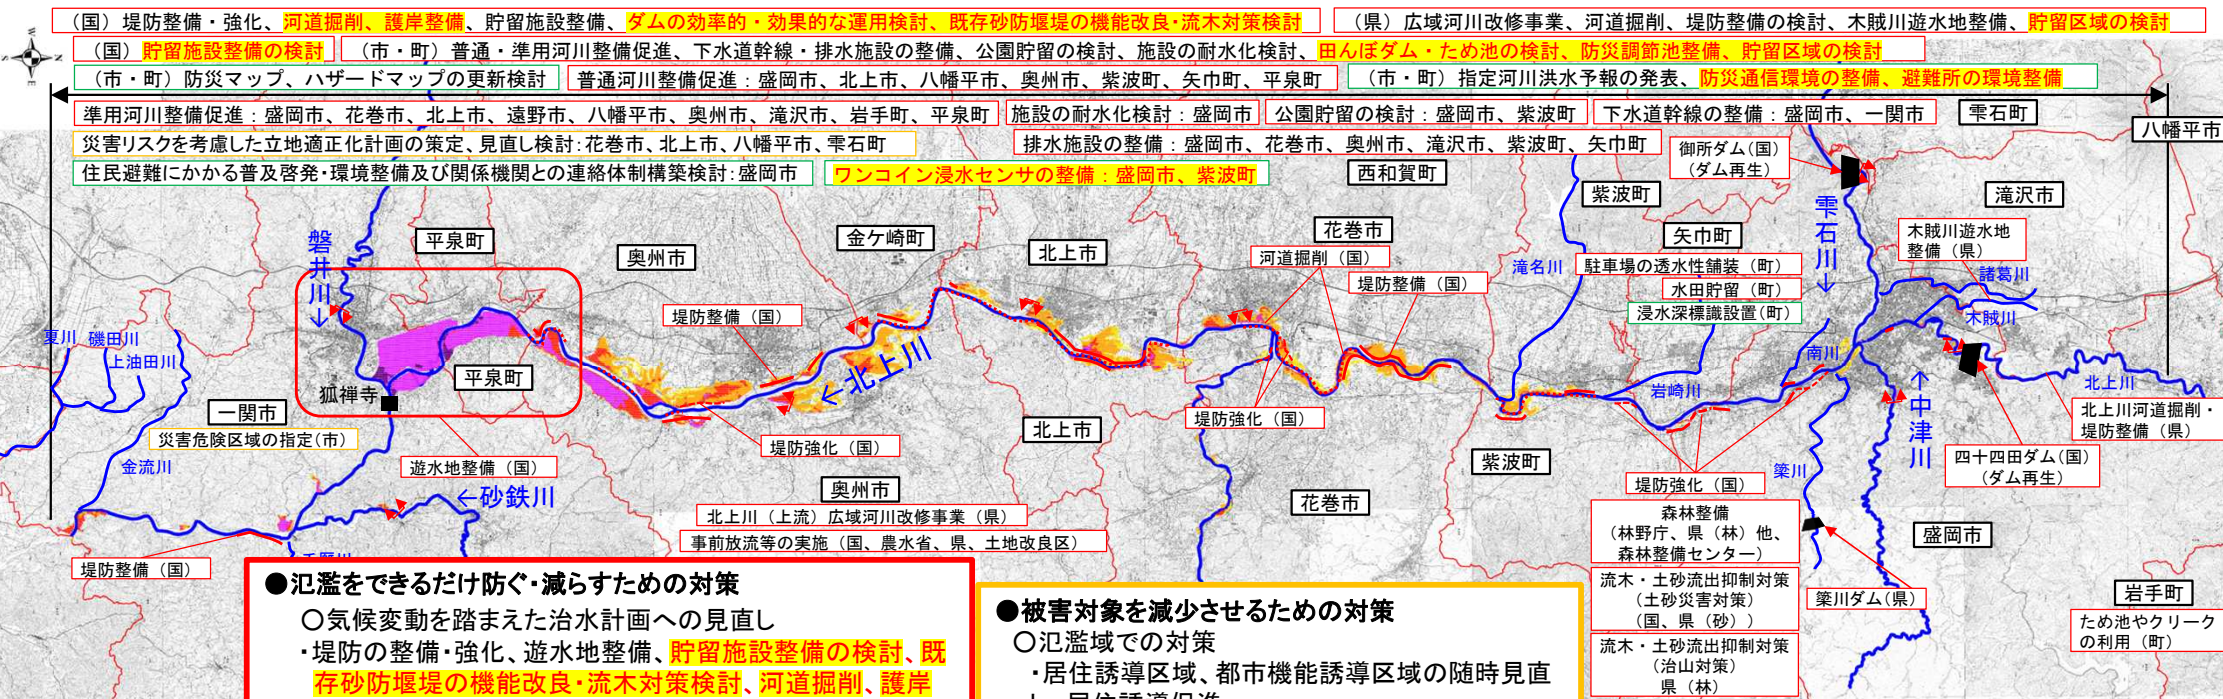 (国)堤防整備・強化、河道掘削、護岸整備、貯留施設整備、ダムの効率的・効果的な運用検討、既存砂防堰堤の機能改良・流木対策検討
(県)広域河川改修事業、河道掘削、堤防整備の検討、木賊川遊水地整備、貯留区域の検討
(国)貯留施設整備の検討
(市・町)普通・準用河川整備促進、下水道幹線・排水施設の整備、公園貯留の検討、施設の耐水化検討、田んぼダム・ため池の検討、防災調節池整備、貯留区域の検討
(市・町)防災マップ、ハザードマップの更新検討
普通河川整備促進:盛岡市、北上市、八幡平市、奥州市、紫波町、矢巾町、平泉町
(市・町)指定河川洪水予報の発表、防災通信環境の整備、避難所の環境整備
準用河川整備促進:盛岡市、花巻市、北上市、遠野市、八幡平市、奥州市、滝沢市、岩手町、平泉町
施設の耐水化検討:盛岡市
公園貯留の検討:盛岡市、紫波町
下水道幹線の整備:盛岡市、一関市
雫石町
八幡平市
災害リスクを考慮した立地適正化計画の策定、見直し検討:花巻市、北上市、八幡平市、雫石町
排水施設の整備:盛岡市、花巻市、奥州市、滝沢市、紫波町、矢巾町
住民避難にかかる普及啓発・環境整備及び関係機関との連絡体制構築検討:盛岡市
ワンコイン浸水センサの整備:盛岡市、紫波町
西和賀町
御所ダム(国)
(ダム再生)
紫波町
滝沢市
磐井川→
平泉町
奥州市
金ケ崎町
北上市
花巻市
矢巾町
雫石川→
木賊川遊水地
整備(県)
河道掘削(国)
滝名川
駐車場の透水性舗装(町)
諸葛川
堤防整備(国)
水田貯留(町)
堤防整備(国)
浸水深標識設置(町)
木賊川
夏川
磯田川
上油田川
←北上川
南川
平泉町
狐禅寺
岩崎川
北上川
一関市
災害危険区域の指定(市)
堤防強化(国)
北上市
堤防強化(国)
←中津川
北上川河道掘削・
堤防整備(県)
金流川
遊水地整備(国)
紫波町
簗川
四十四田ダム(国)
(ダム再生)
←砂鉄川
奥州市
花巻市
堤防強化(国)
北上川(上流)広域河川改修事業(県)
事前放流等の実施(国、農水省、県、土地改良区)
森林整備
(林野庁、県(林)他、
森林整備センター)
盛岡市
堤防整備(国)
流木・土砂流出抑制対策
(土砂災害対策)
(国、県(砂))
簗川ダム(県)
岩手町
ため池やクリーク
の利用(町)
流木・土砂流出抑制対策
(治山対策)
県(林)
●氾濫をできるだけ防ぐ・減らすための対策
○気候変動を踏まえた治水計画への見直し
・堤防の整備・強化、遊水地整備、貯留施設整備の検討、既
存砂防堰堤の機能改良・流木対策検討、河道掘削、護岸
●被害対象を減少させるための対策
○氾濫域での対策
・居住誘導区域、都市機能誘導区域の随時見直